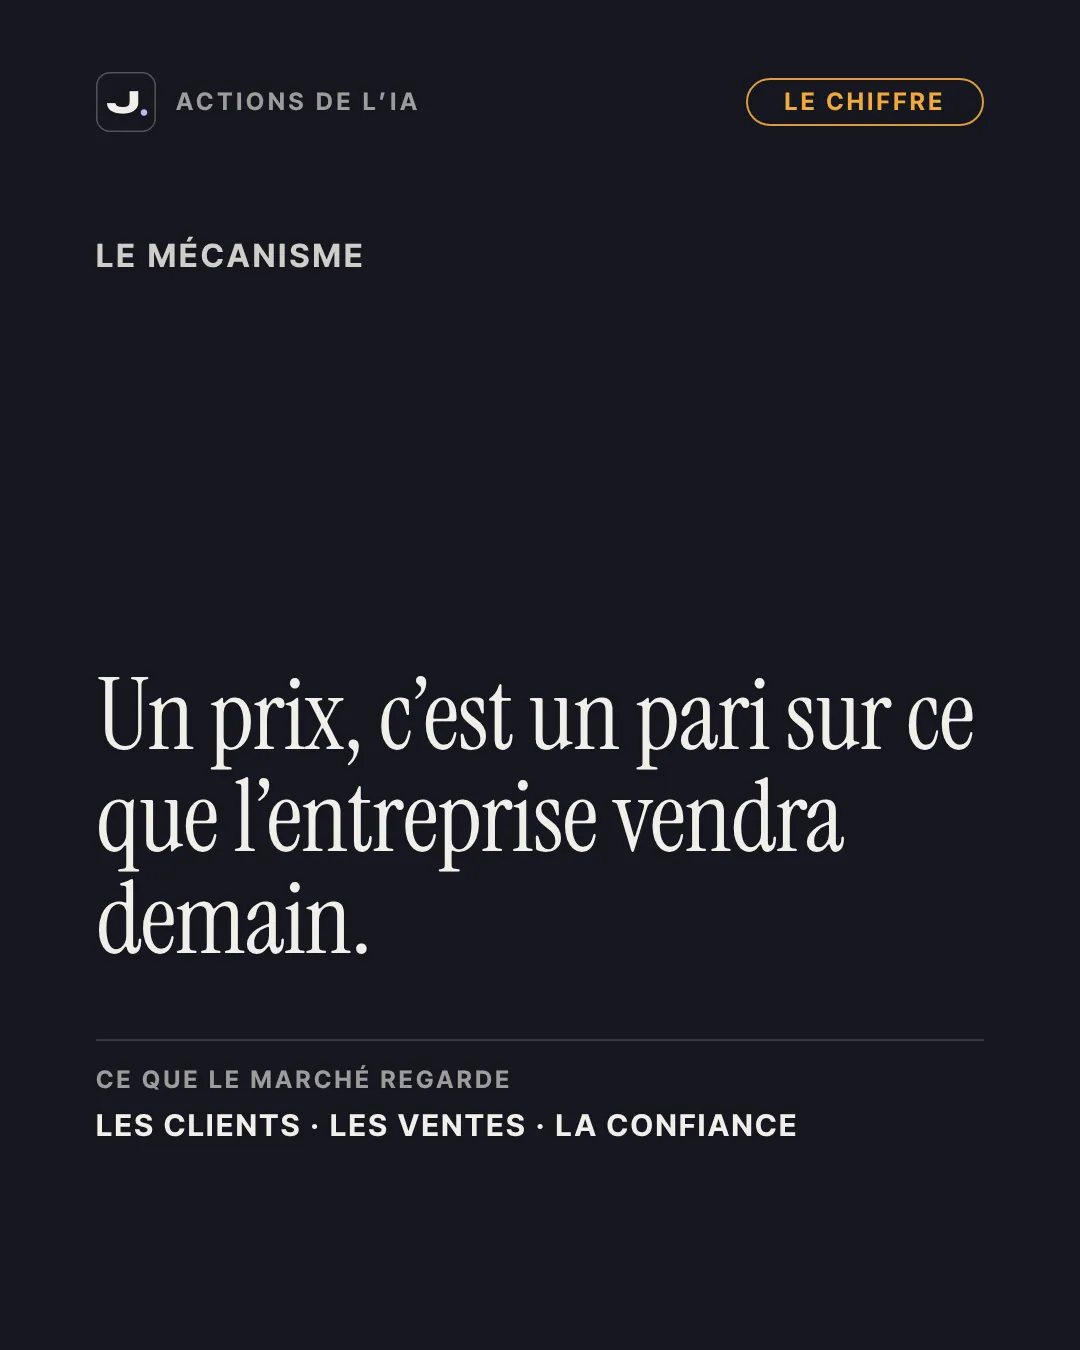 J.
ACTIONS DE L’IA
LE CHIFFRE
LE MÉCANISME
Un prix, c’est un pari sur ce
que l’entreprise vendra
demain.
CE QUE LE MARCHÉ REGARDE
LES CLIENTS · LES VENTES · LA CONFIANCE